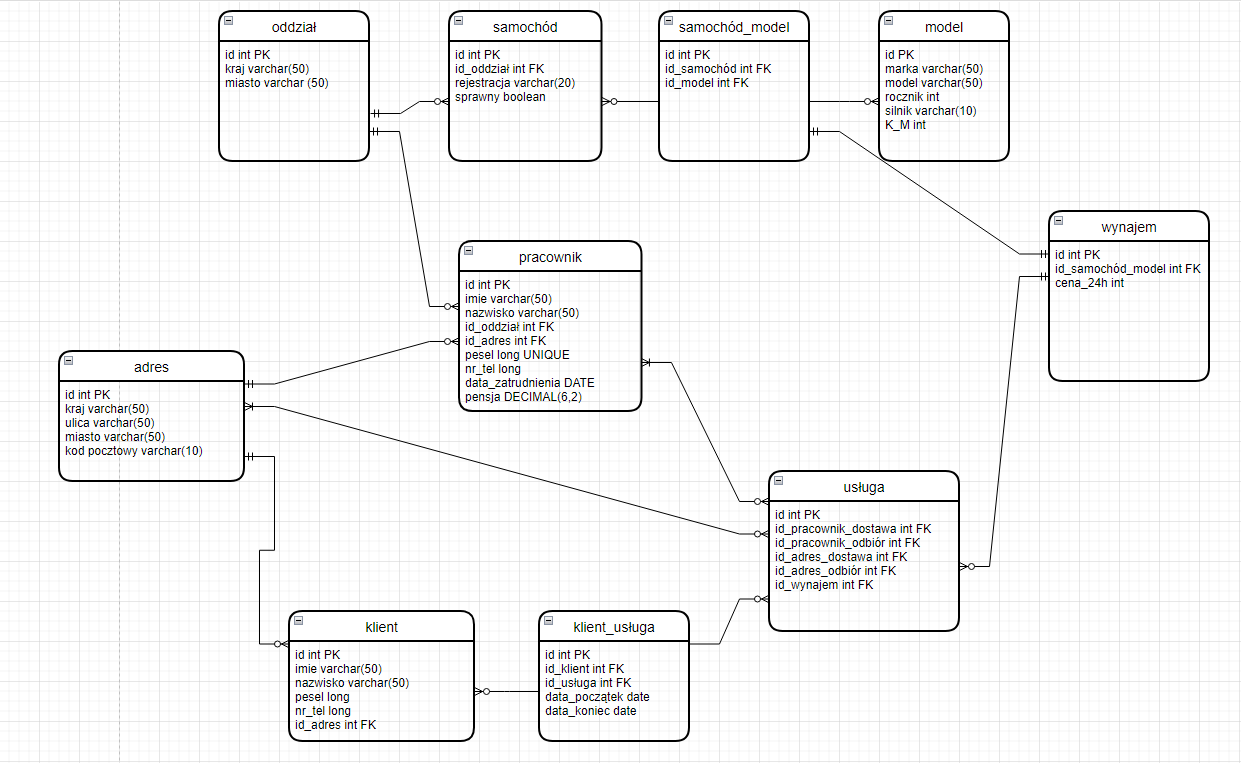 oddział
id int PK
kraj varchar(50)
miasto varchar (50)
samochód
id int PK
id_oddział int FK
rejestracja varchar(20)
sprawny boolean
samochód_model
id int PK
id_samochód int FK
id_model int FK
model
id PK
marka varchar(50)
model varchar(50)
rocznik int
silnik varchar(10)
K_M int
wynajem
id int PK
id_samochód_model int FK
cena_24h int
pracownik
id int PK
imie varchar(50)
nazwisko varchar(50)
id_oddział int FK
id_adres int FK
pesel long UNIQUE
nr_tel long
data_zatrudnienia DATE
pensja DECIMAL(6,2)
adres
id int PK
kraj varchar(50)
ulica varchar(50)
miasto varchar(50)
kod pocztowy varchar(10)
usługa
id int PK
id_pracownik_dostawa int FK
id_pracownik_odbiór int FK
id_adres_dostawa int FK
id_adres_odbiór int FK
id_wynajem int FK
klient
id int PK
imie varchar(50)
nazwisko varchar(50)
pesel long
nr_tel long
id_adres int FK
klient_usługa
id int PK
id_klient int FK
id_usługa int FK
data_początek date
data_koniec date